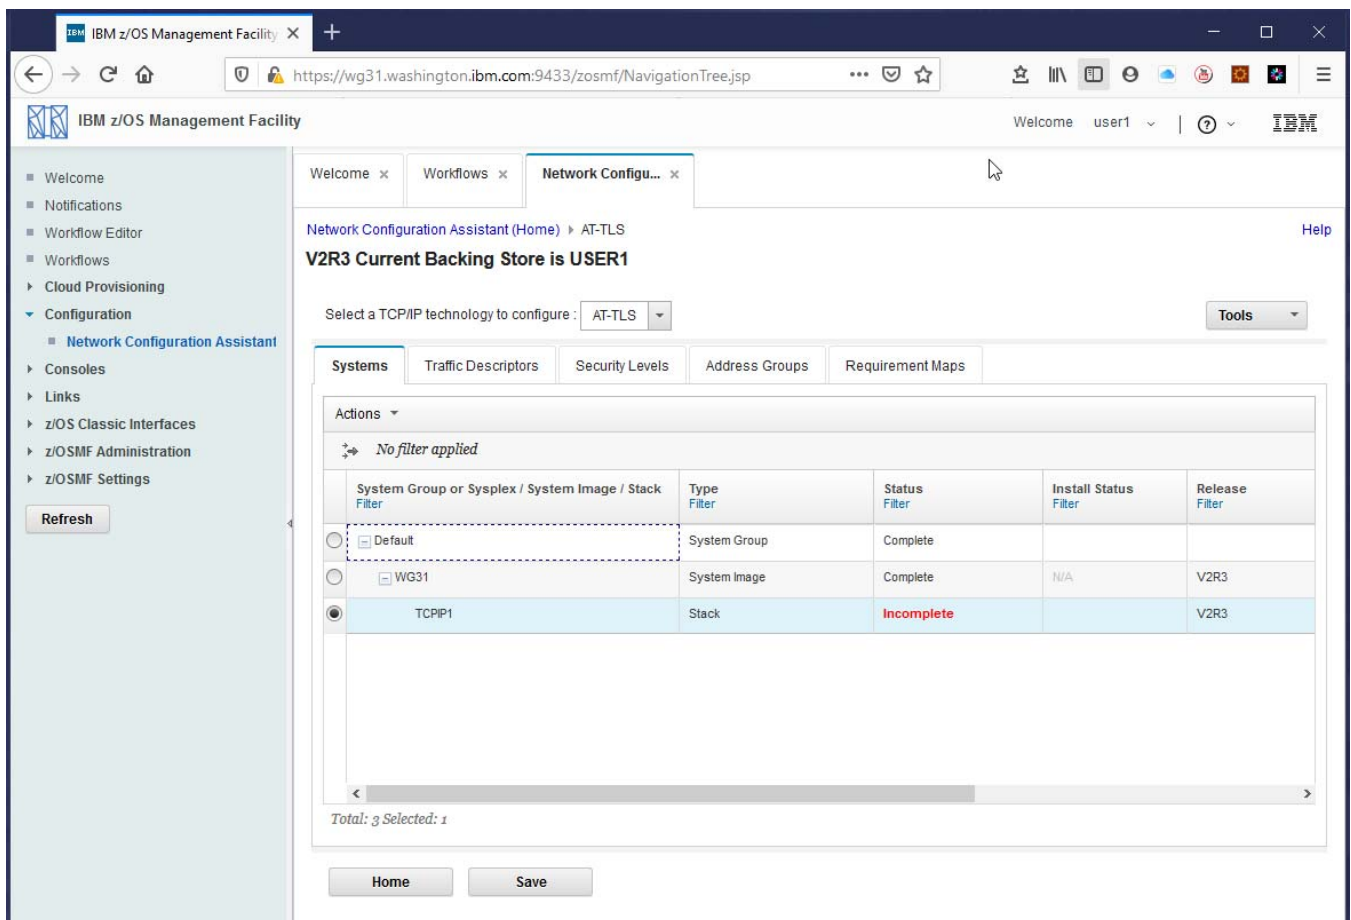 IBM IBM z/OS Management Facility
https://wg31.washington.ibm.com:9433/zosmf/NavigationTree.jsp
IBM z/OS Management Facility
Welcome user1
IBM
Welcome
Notifications
Workflow Editor
Workflows
Cloud Provisioning
Configuration
Network Configuration Assistant
Consoles
Links
z/OS Classic Interfaces
z/OSMF Administration
z/OSMF Settings
Refresh
Welcome Workflows Network Configu...
Network Configuration Assistant (Home) AT-TLS Help
V2R3 Current Backing Store is USER1
Select a TCP/IP technology to configure : AT-TLS Tools
Systems Traffic Descriptors Security Levels Address Groups Requirement Maps
Actions
No filter applied
System Group or Sysplex / System Image / Stack Type Status Install Status Release
Filter Filter Filter Filter Filter
Default System Group Complete
WG31 System Image Complete N/A V2R3
TCPIP1 Stack Incomplete V2R3
Total: 3 Selected: 1
Home Save